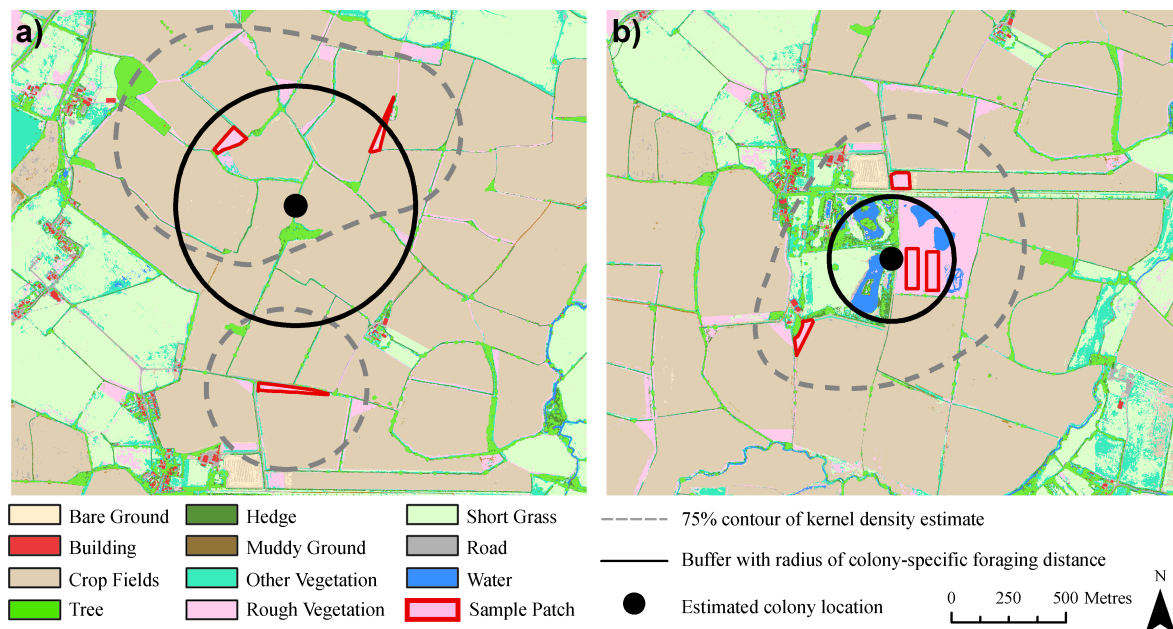 a)
b)
Bare Ground
Hedge
Short Grass
Building
Muddy Ground
Road
Crop Fields
Other Vegetation
Water
Tree
Rough Vegetation
Sample Patch
75% contour of kernel density estimate
Buffer with radius of colony-specific foraging distance
Estimated colony location
0 250 500 Metres
N